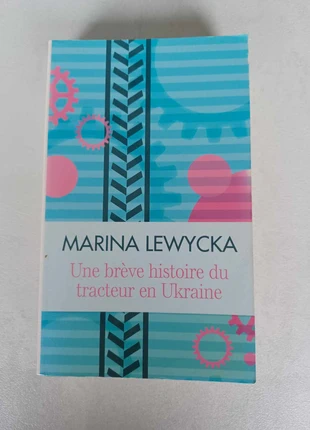 MARINA LEWYCKA
Une brève histoire du
tracteur en Ukraine